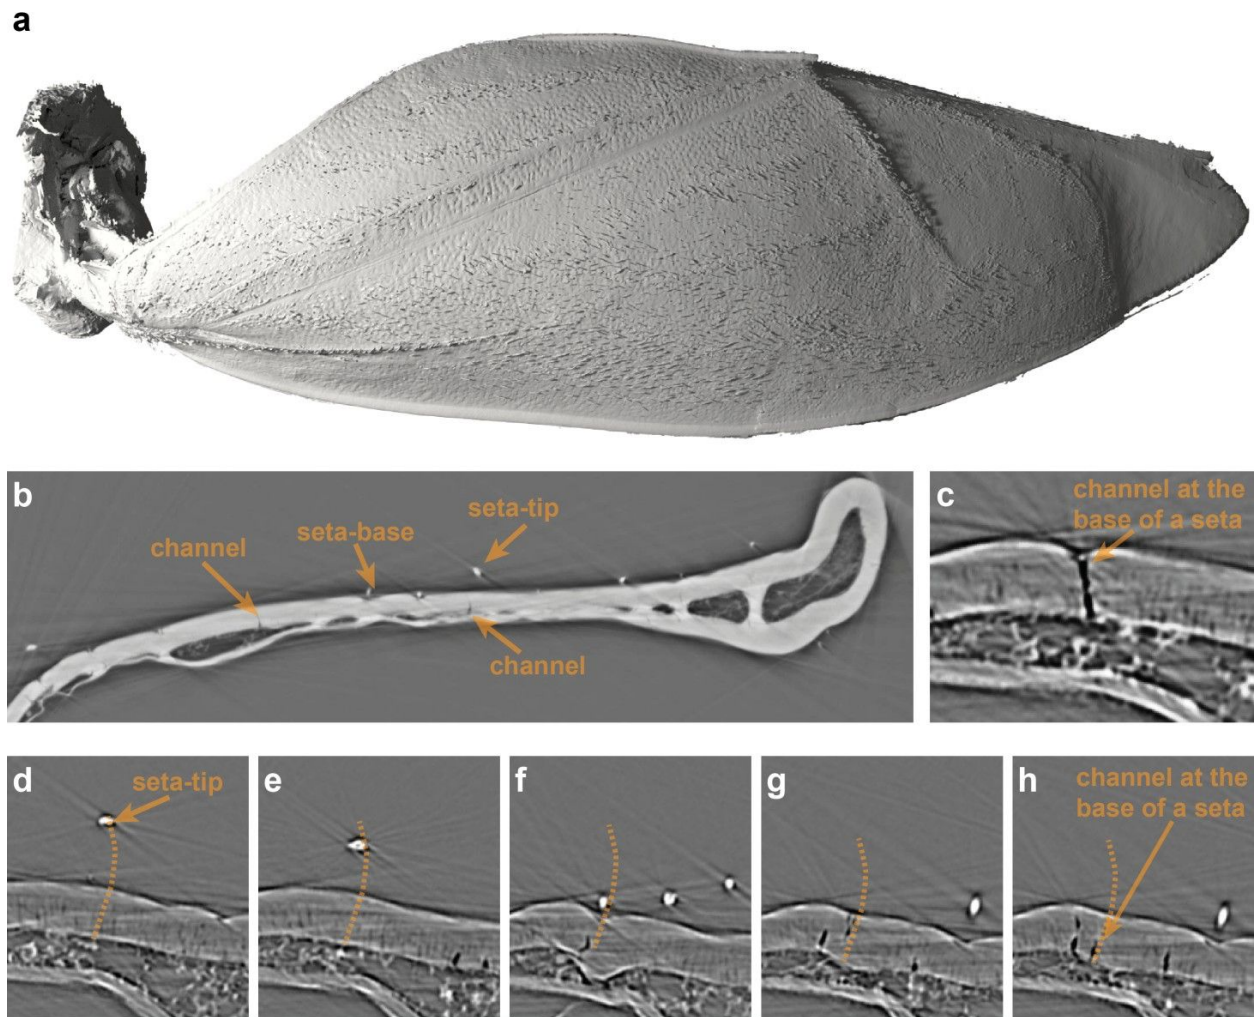 a
b
seta-tip
seta-base
channel
channel
c
channel at the
base of a seta
d
seta-tip
e
f
g
h
channel at the
base of a seta